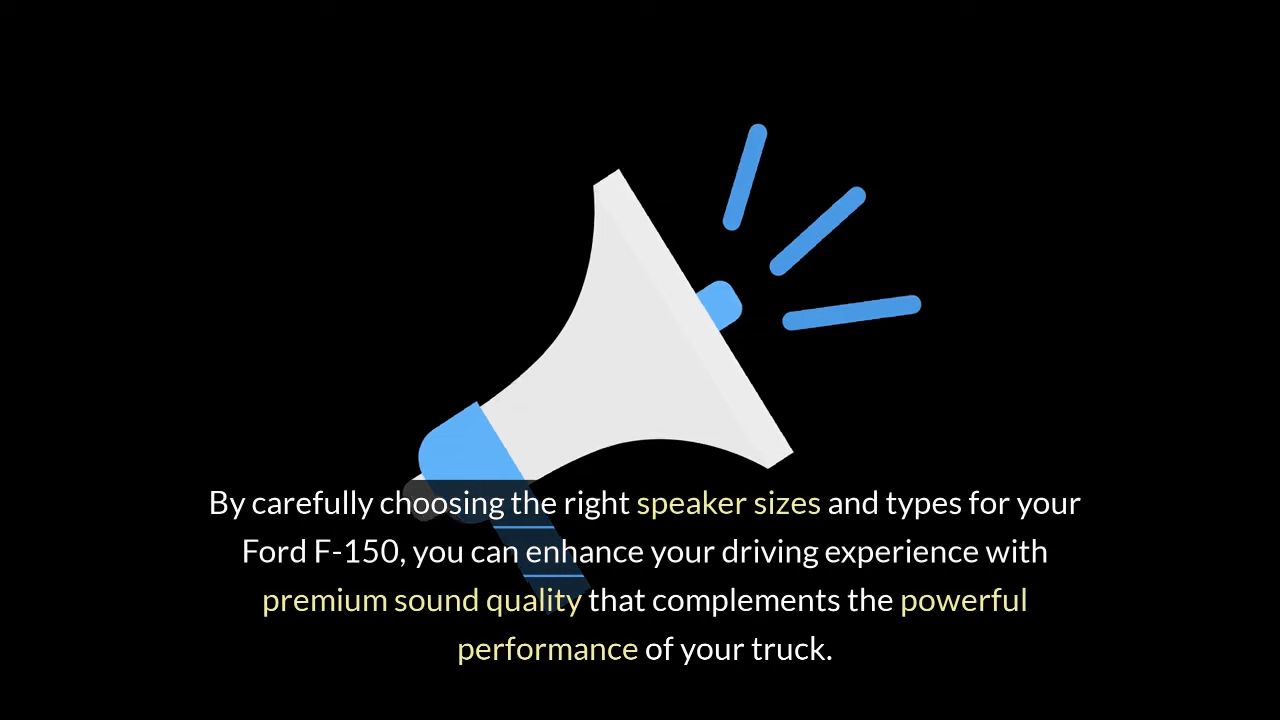 By carefully choosing the right speaker sizes and types for your
Ford F-150, you can enhance your driving experience with
premium sound quality that complements the powerful
performance of your truck.